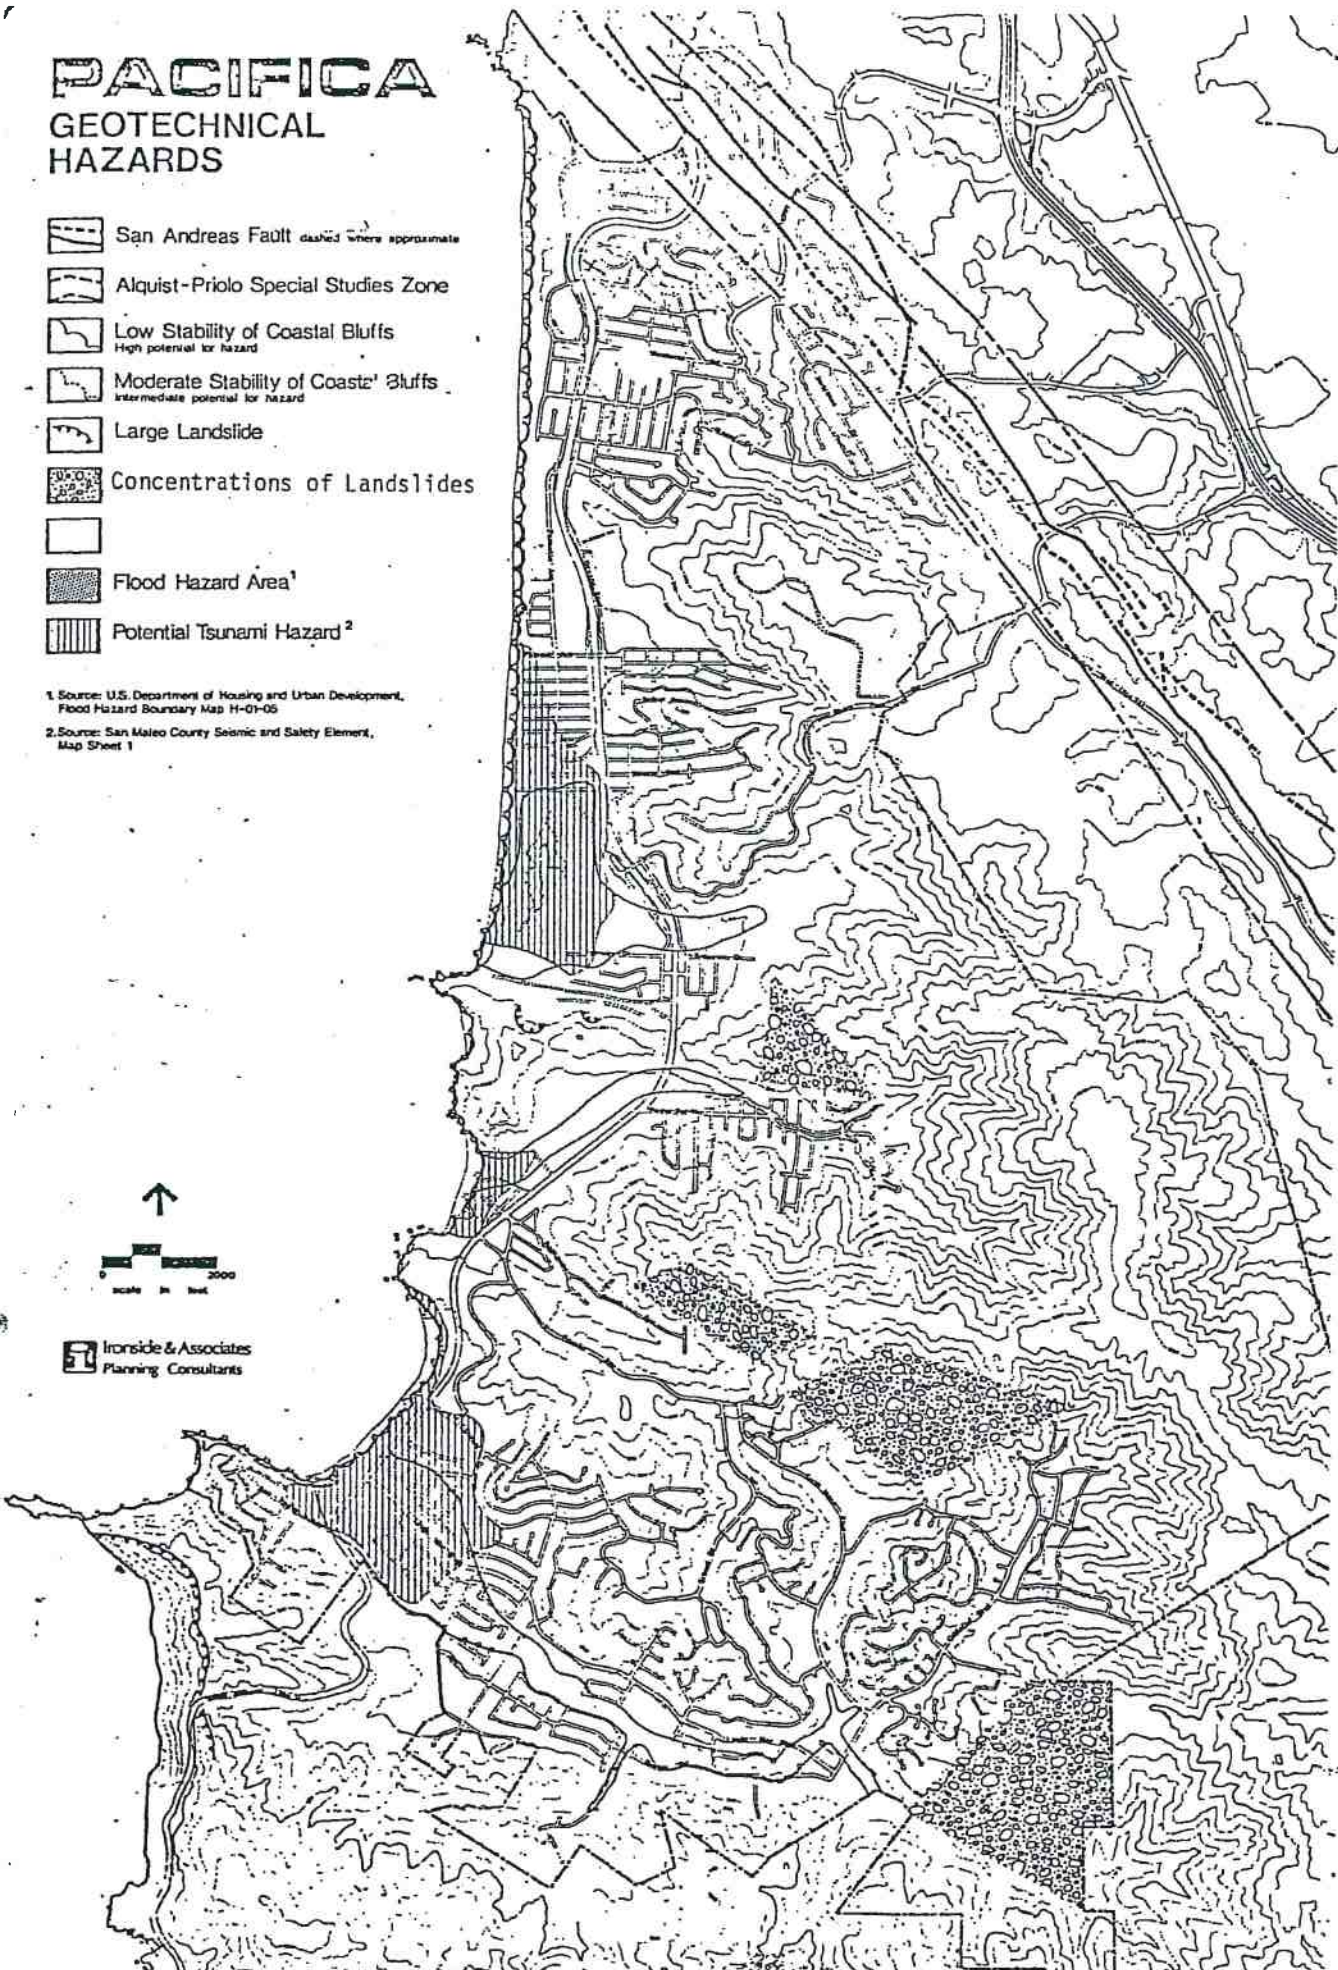 PACIFICA
GEOTECHNICAL
HAZARDS
San Andreas Fault dashed where approximate
Alquist-Priolo Special Studies Zone
Low Stability of Coastal Bluffs
High potential for hazard
Moderate Stability of Coastal Bluffs
Intermediate potential for hazard
Large Landslide
Concentrations of Landslides
Flood Hazard Area¹
Potential Tsunami Hazard²
1. Source: U.S. Department of Housing and Urban Development,
Flood Hazard Boundary Map H-01-05
2. Source: San Mateo County Seismic and Safety Element,
Map Sheet 1
0 2000
scale in feet
Ironside & Associates
Planning Consultants